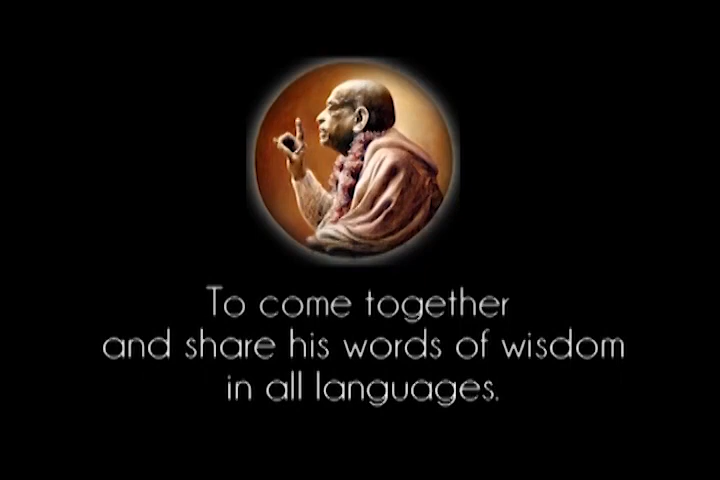 To come together
and share his words of wisdom
in all languages.